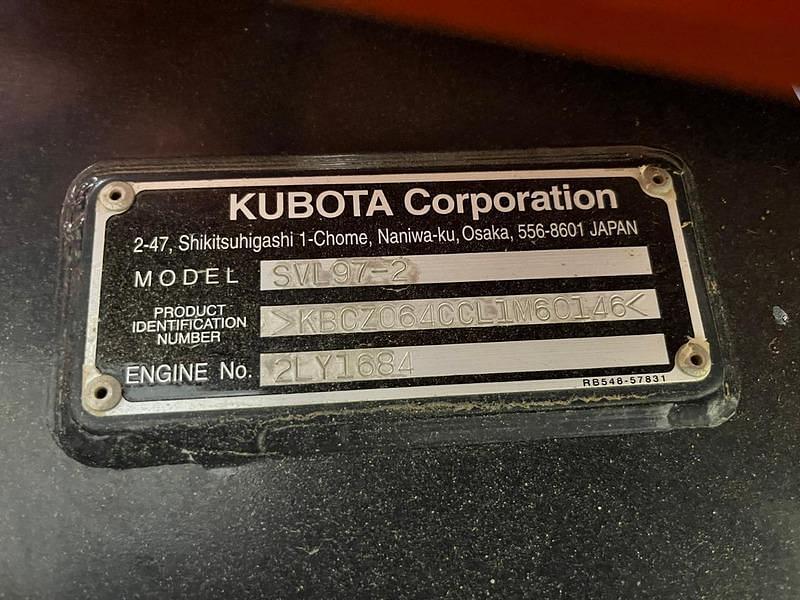 KUBOTA Corporation
2-47, Shikitsuhigashi 1-Chome, Naniwa-ku, Osaka, 556-8601 JAPAN
MODEL SVL97-2
PRODUCT IDENTIFICATION NUMBER >KBCZ064CCL1M60146<
ENGINE No. 2LY1684
RB548-57831